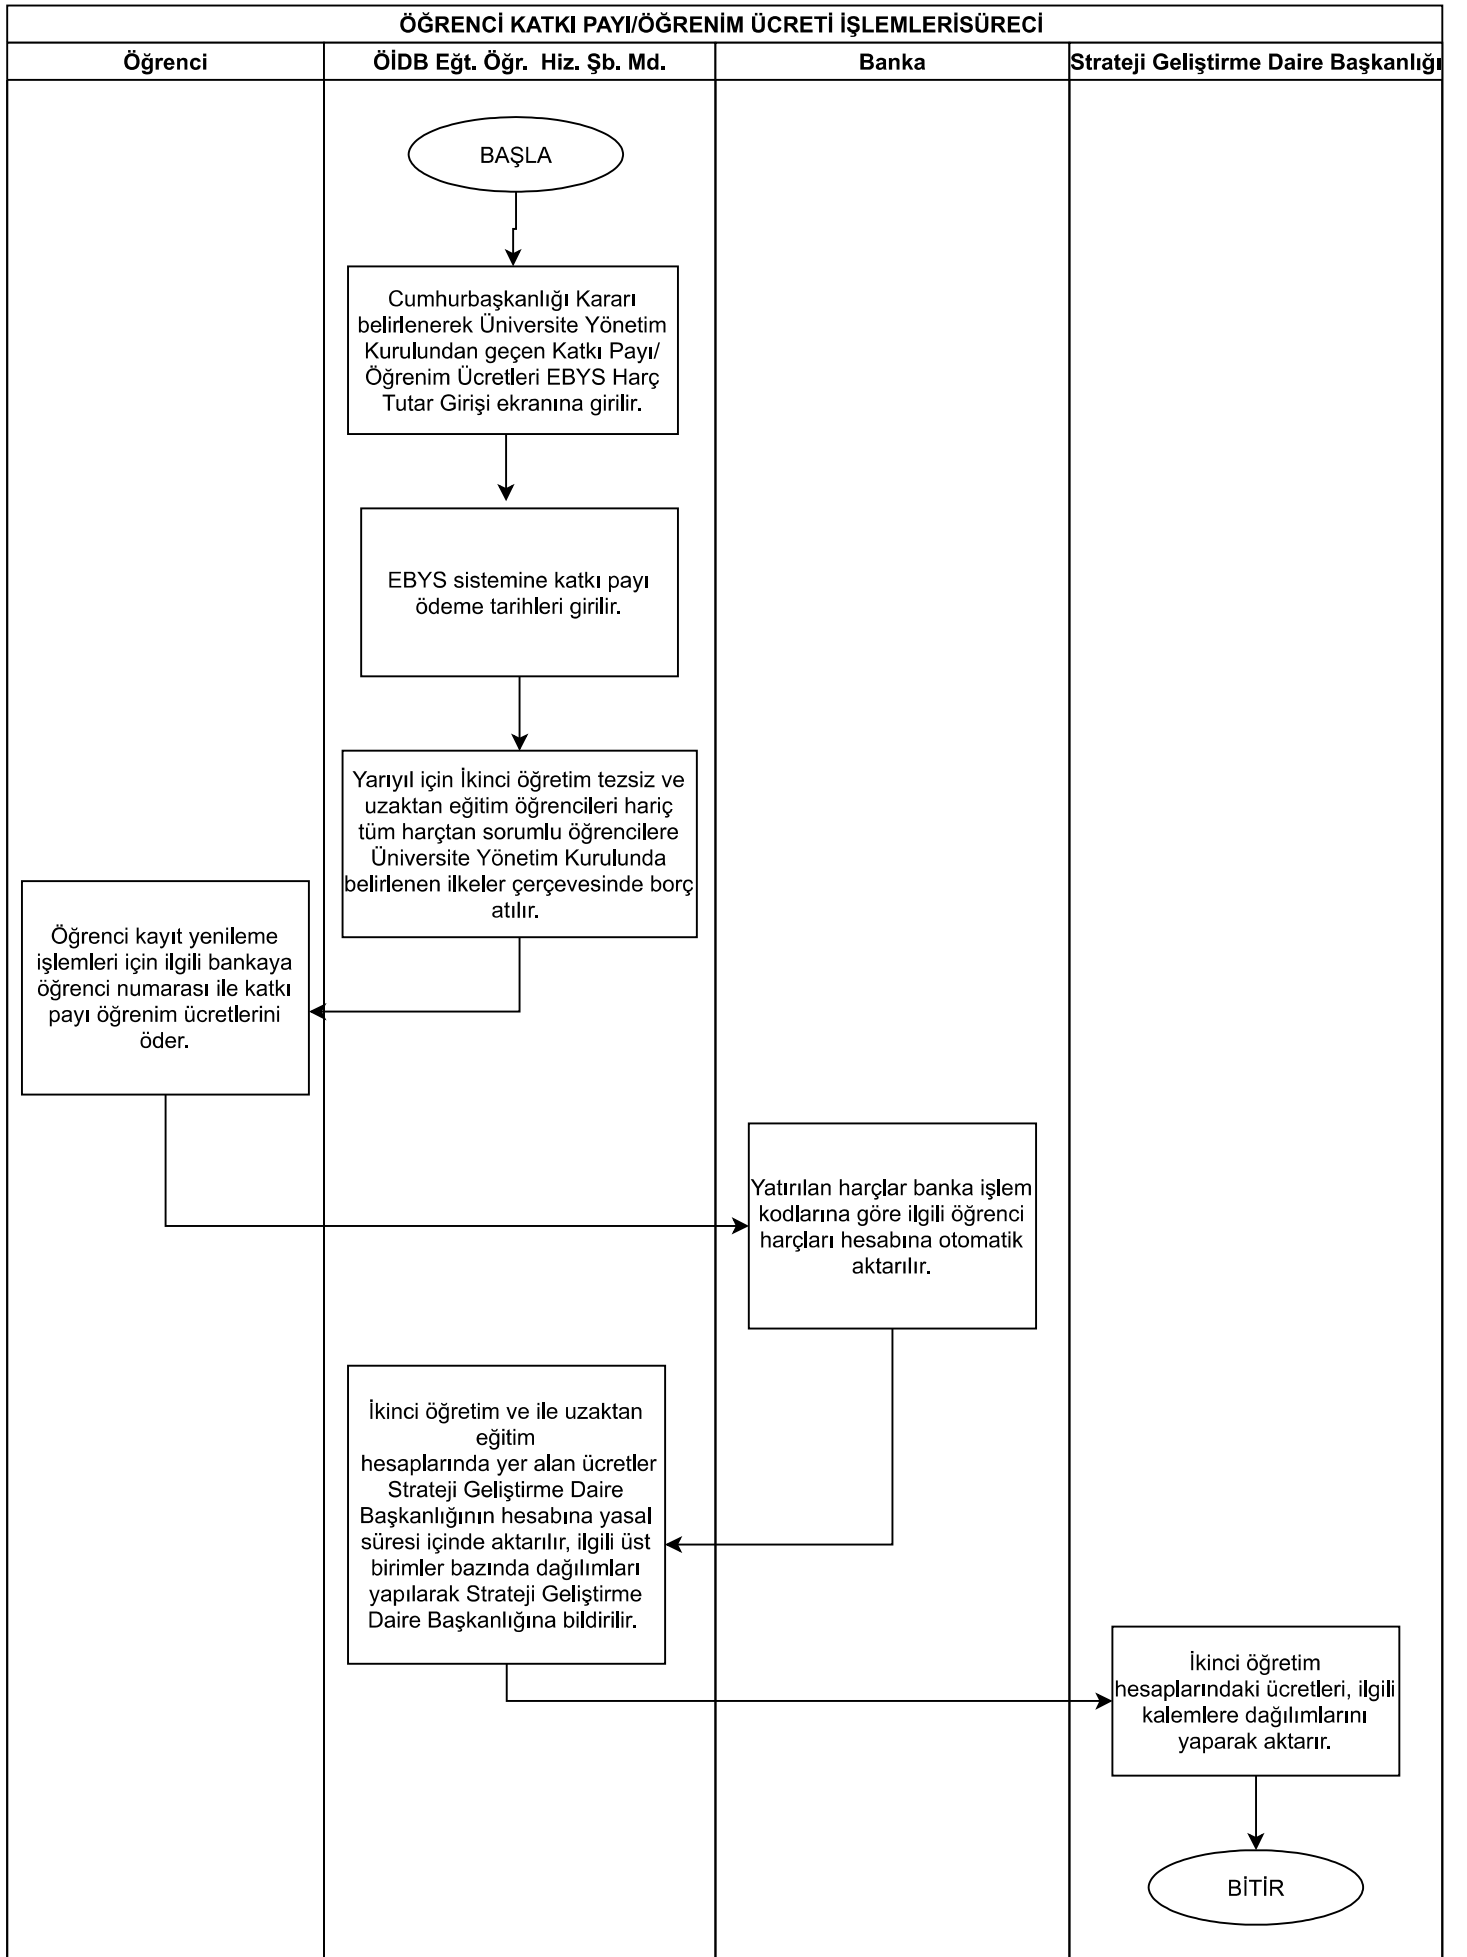 ÖĞRENCİ KATKI PAYI/ÖĞRENİM ÜCRETİ İŞLEMLERİSÜRECİ
Öğrenci
ÖİDB Eğt. Öğr. Hiz. Şb. Md.
Banka
Strateji Geliştirme Daire Başkanlığı
BAŞLA
Cumhurbaşkanlığı Kararı
belirlenerek Üniversite Yönetim
Kurulundan geçen Katkı Payı/
Öğrenim Ücretleri EBYS Harç
Tutar Girişi ekranına girilir.
EBYS sistemine katkı payı
ödeme tarihleri girilir.
Yarıyıl için İkinci öğretim tezsiz ve
uzaktan eğitim öğrencileri hariç
tüm harçtan sorumlu öğrencilere
Üniversite Yönetim Kurulunda
belirlenen ilkeler çerçevesinde borç
atılır.
Öğrenci kayıt yenileme
işlemleri için ilgili bankaya
öğrenci numarası ile katkı
payı öğrenim ücretlerini
öder.
Yatırılan harçlar banka işlem
kodlarına göre ilgili öğrenci
harçları hesabına otomatik
aktarılır.
İkinci öğretim ve ile uzaktan
eğitim
hesaplarında yer alan ücretler
Strateji Geliştirme Daire
Başkanlığının hesabına yasal
süresi içinde aktarılır, ilgili üst
birimler bazında dağılımları
yapılarak Strateji Geliştirme
Daire Başkanlığına bildirilir.
İkinci öğretim
hesaplarındaki ücretleri, ilgili
kalemlere dağılımlarını
yaparak aktarır.
BİTİR